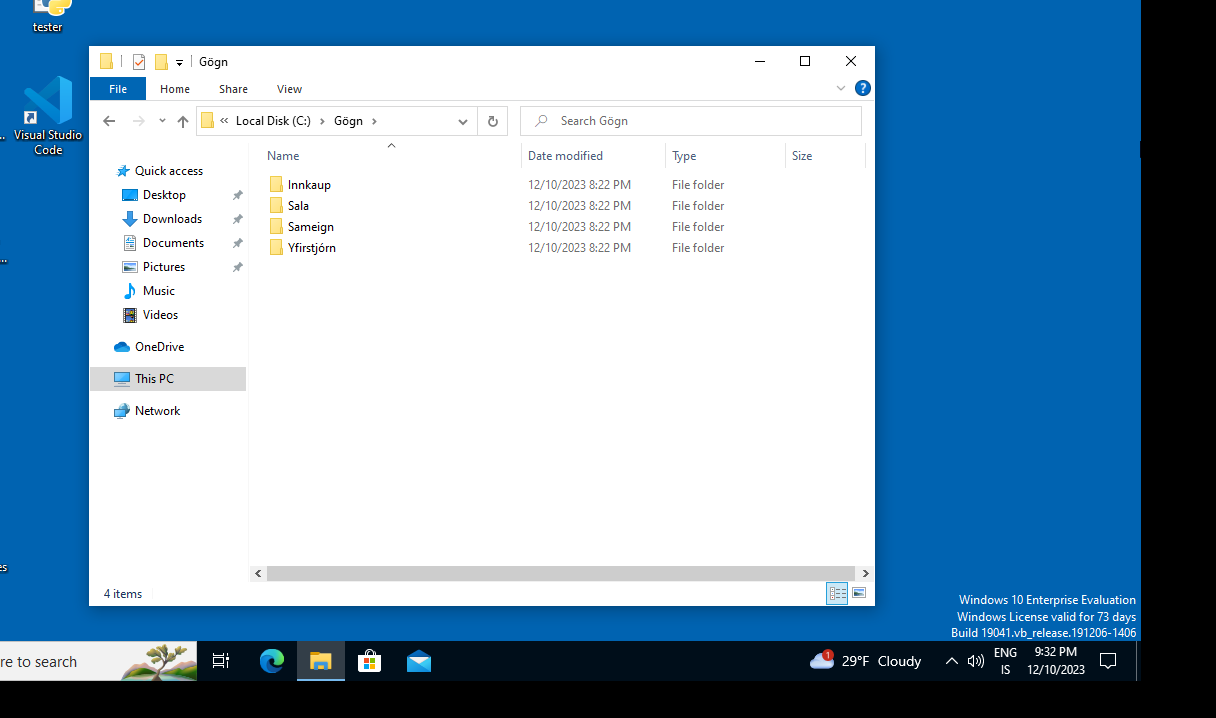 tester
Visual Studio
Code
Gögn
File
Home
Share
View
?
« Local Disk (C:) › Gögn ›
Search Gögn
Name
Date modified
Type
Size
Quick access
Desktop
Downloads
Documents
Pictures
Music
Videos
OneDrive
This PC
Network
Innkaup 12/10/2023 8:22 PM File folder
Sala 12/10/2023 8:22 PM File folder
Sameign 12/10/2023 8:22 PM File folder
Yfirstjórn 12/10/2023 8:22 PM File folder
4 items
Windows 10 Enterprise Evaluation
Windows License valid for 73 days
Build 19041.vb_release.191206-1406
re to search
1
29°F Cloudy
ENG
IS
9:32 PM
12/10/2023